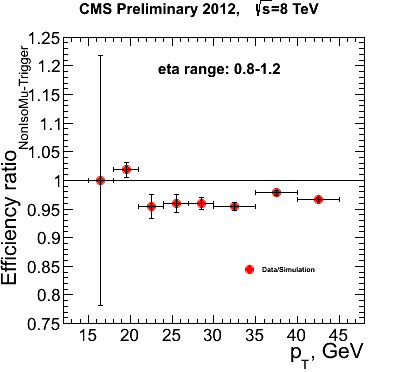 CMS Preliminary 2012, √s=8 TeV
eta range: 0.8-1.2
Efficiency ratio NonIsoMu-Trigger
1.25
1.2
1.15
1.1
1.05
1
0.95
0.9
0.85
0.8
0.75
Data/Simulation
15 20 25 30 35 40 45
p_T, GeV